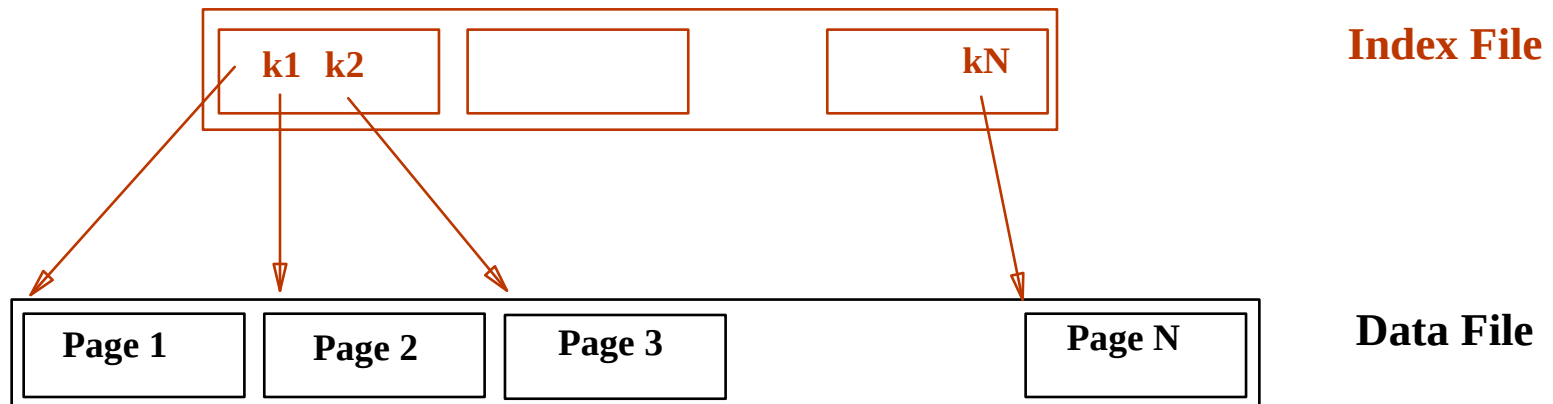 Index File
k1 k2 kN
Page 1 Page 2 Page 3 Page N
Data File